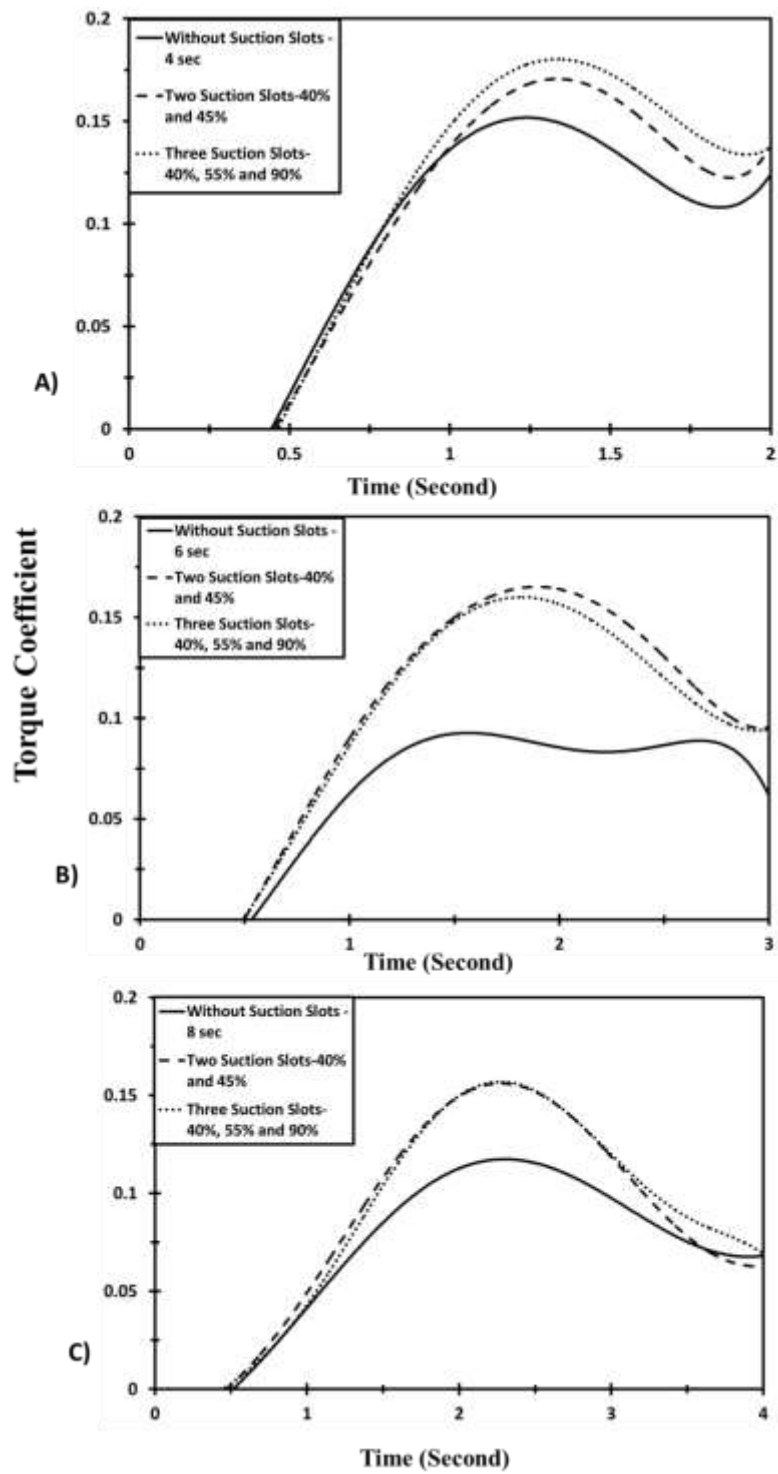 0.2
Without Suction Slots -
4 sec
Two Suction Slots-40%
and 45%
Three Suction Slots-
40%, 55% and 90%
0.15
0.1
0.05
0
A)
0 0.5 1 1.5 2
Time (Second)
Torque Coefficient
0.2
Without Suction Slots -
6 sec
Two Suction Slots-40%
and 45%
Three Suction Slots-
40%, 55% and 90%
0.15
0.1
0.05
B)
0
0 1 2 3
Time (Second)
0.2
Without Suction Slots -
8 sec
Two Suction Slots-40%
and 45%
Three Suction Slots-
40%, 55% and 90%
0.15
0.1
0.05
C)
0
0 1 2 3 4
Time (Second)